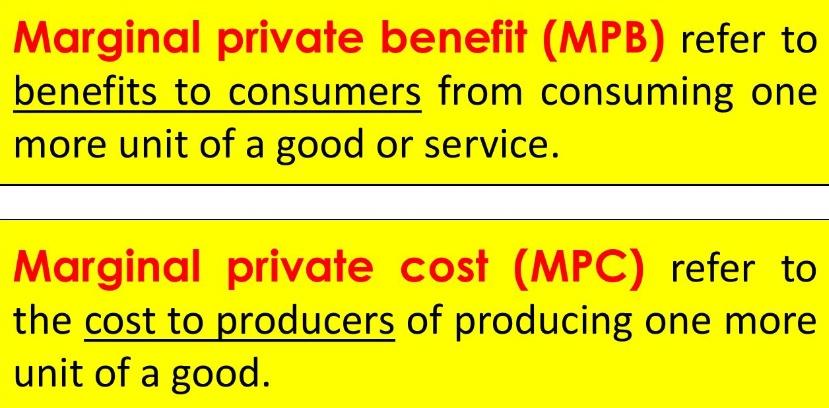 Marginal private benefit (MPB) refer to
benefits to consumers from consuming one
more unit of a good or service.
Marginal private cost (MPC) refer to
the cost to producers of producing one more
unit of a good.